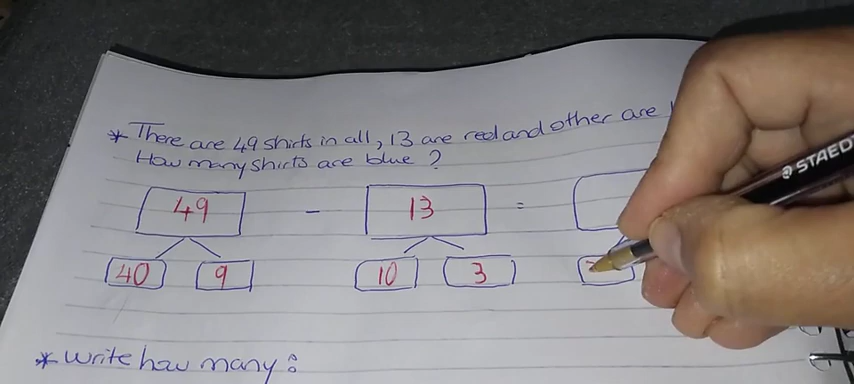 * There are 49 shirts in all, 13 are red and other are
How many shirts are blue ?
49 - 13 =
40 9 10 3
* Write how many :
STAEDT